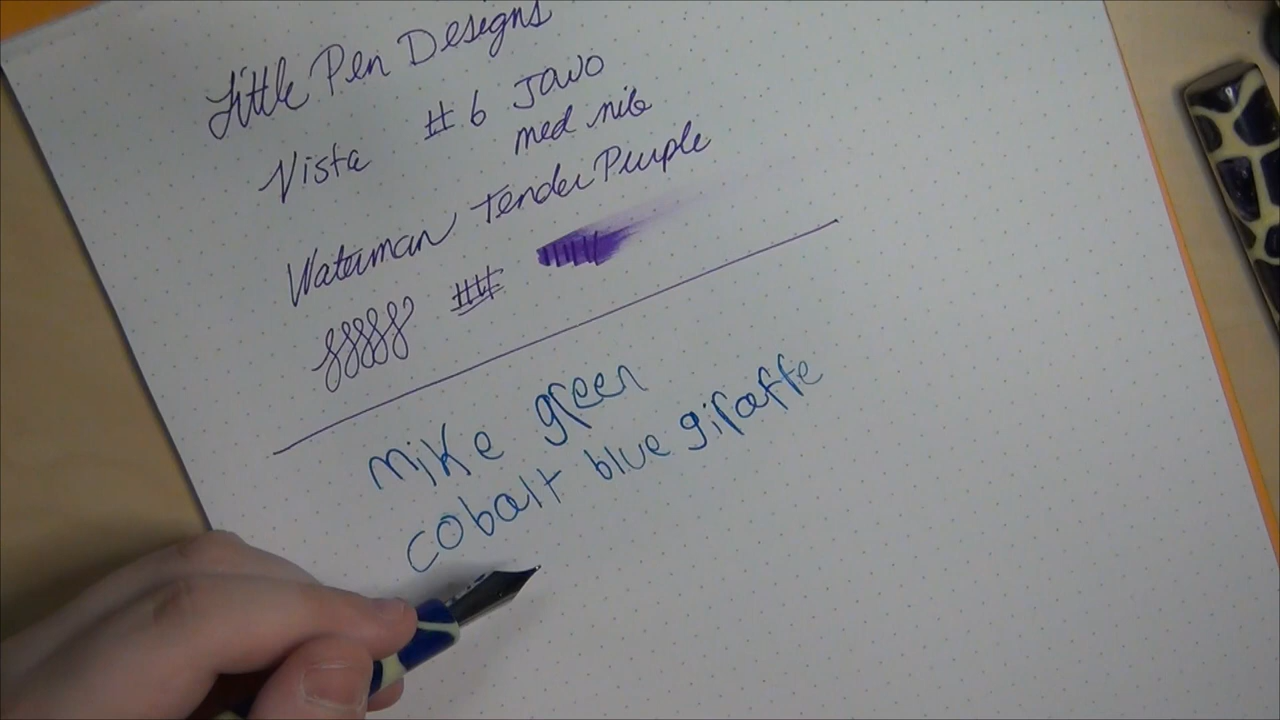 Little Pen Designs
Vista #6 JOWO
med nib
Waterman Tender Purple
mike green
cobalt blue giraffe